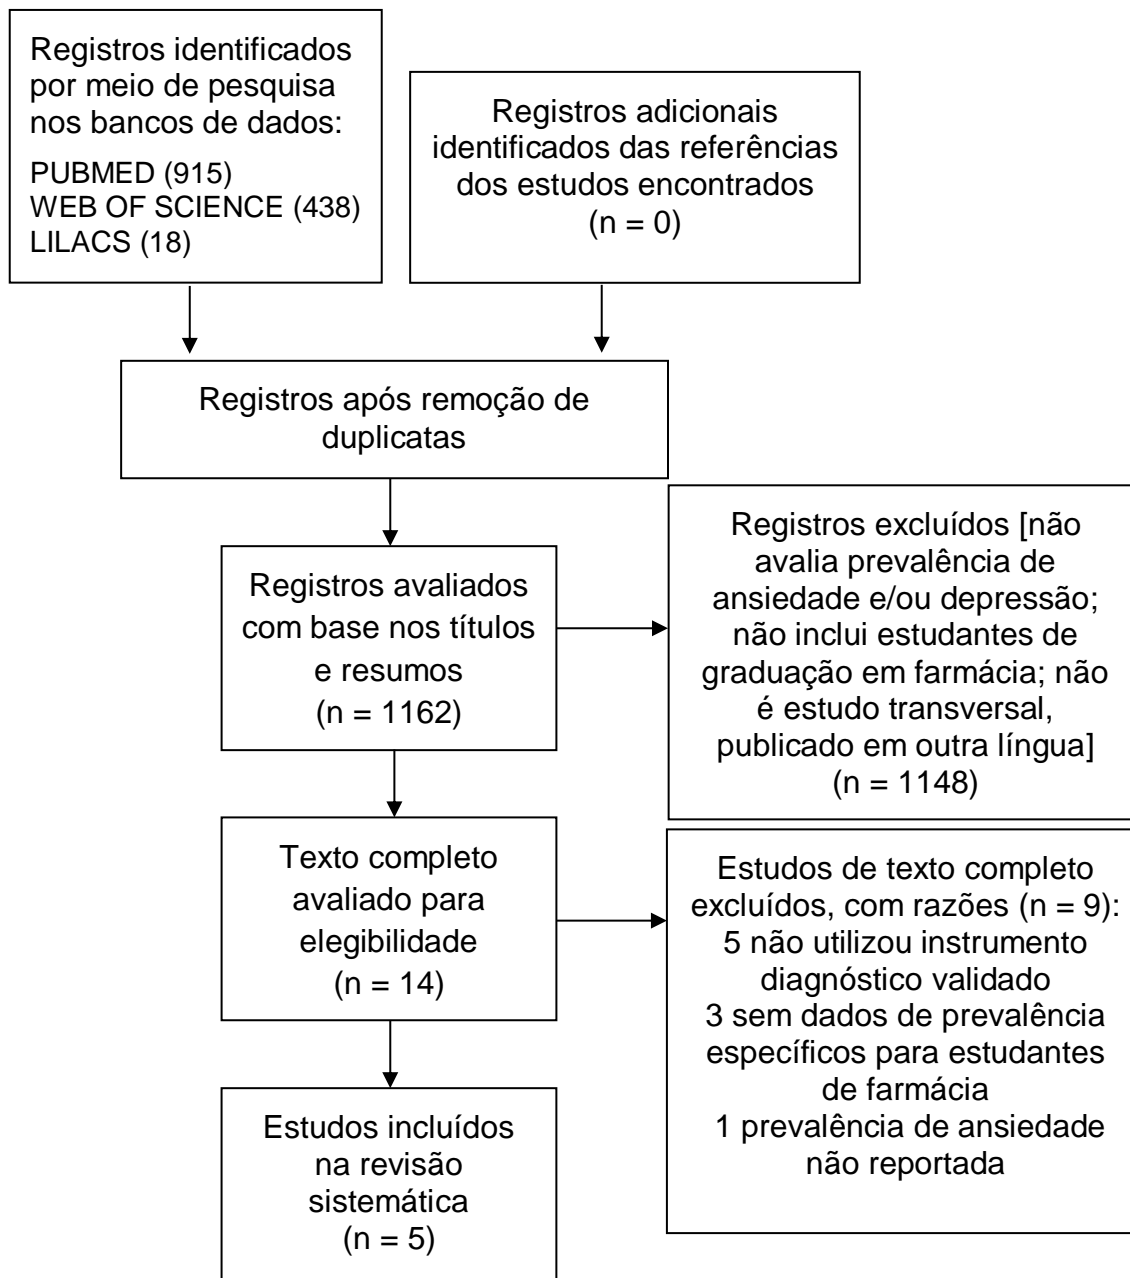 Registros identificados
por meio de pesquisa
nos bancos de dados:
PUBMED (915)
WEB OF SCIENCE (438)
LILACS (18)
Registros adicionais
identificados das referências
dos estudos encontrados
(n = 0)
Registros após remoção de
duplicatas
Registros avaliados
com base nos títulos
e resumos
(n = 1162)
Registros excluídos [não
avalia prevalência de
ansiedade e/ou depressão;
não inclui estudantes de
graduação em farmácia; não
é estudo transversal,
publicado em outra língua]
(n = 1148)
Texto completo
avaliado para
elegibilidade
(n = 14)
Estudos de texto completo
excluídos, com razões (n = 9):
5 não utilizou instrumento
diagnóstico validado
3 sem dados de prevalência
específicos para estudantes
de farmácia
1 prevalência de ansiedade
não reportada
Estudos incluídos
na revisão
sistemática
(n = 5)